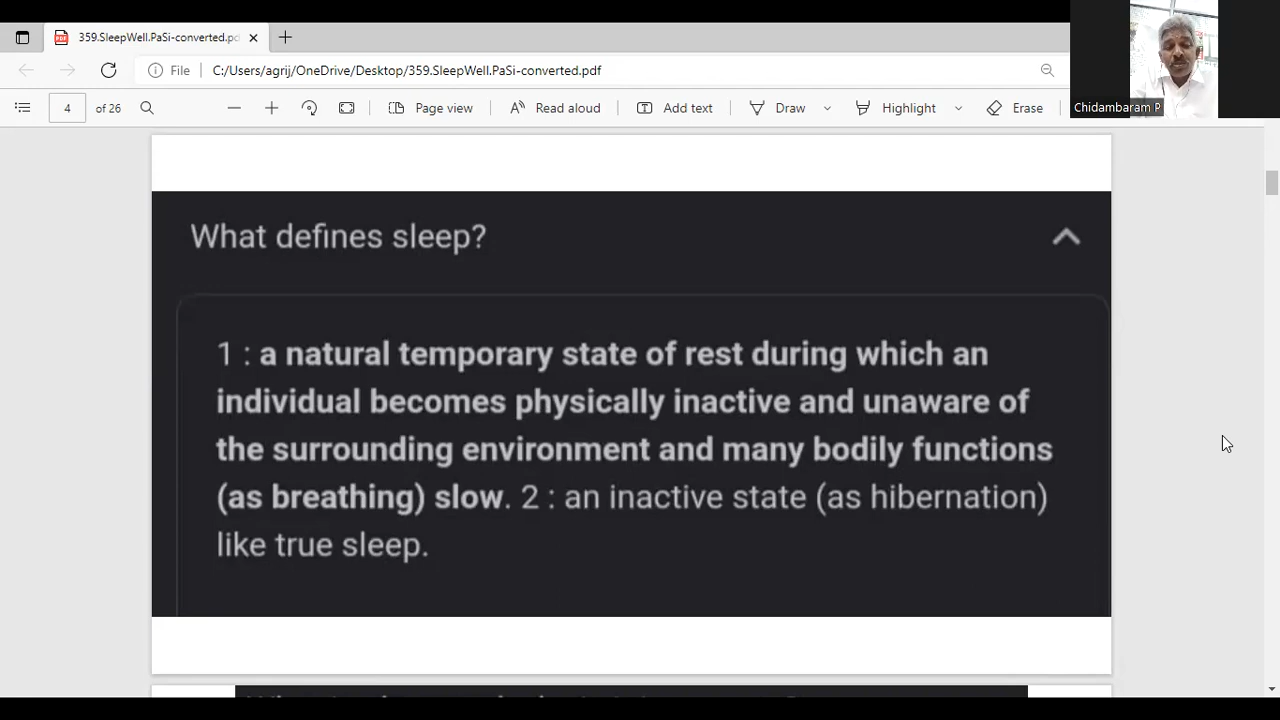 359.SleepWell.PaSi-converted.pd
File C:/Users/agrij/OneDrive/Desktop/359.SleepWell.PaSi-converted.pdf
4 of 26 Page view Read aloud Add text Draw Highlight Erase
Chidambaram P
What defines sleep?
1 : a natural temporary state of rest during which an
individual becomes physically inactive and unaware of
the surrounding environment and many bodily functions
(as breathing) slow. 2 : an inactive state (as hibernation)
like true sleep.